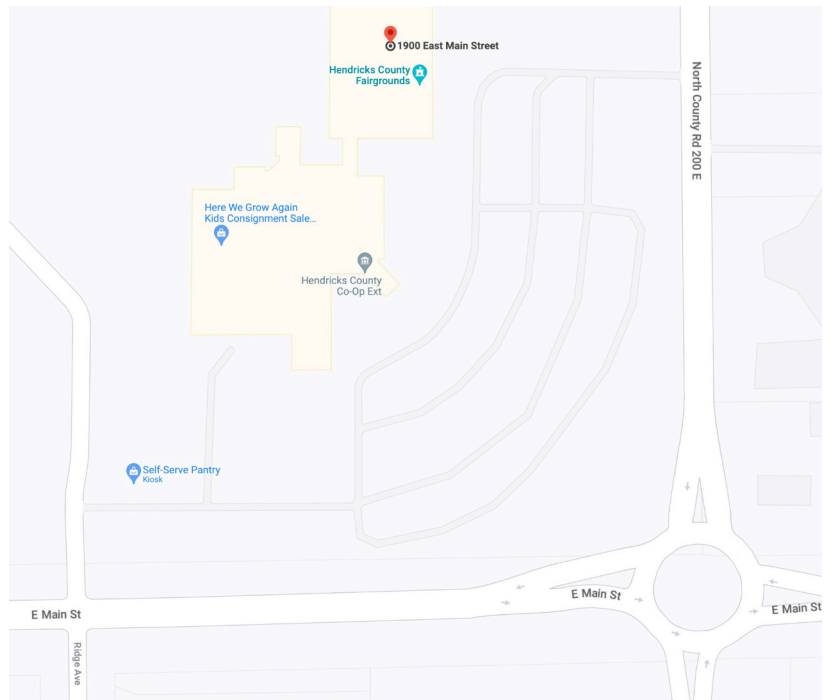 1900 East Main Street
Hendricks County
Fairgrounds
North County Rd 200 E
Here We Grow Again
Kids Consignment Sale...
Hendricks County
Co-Op Ext
Self-Serve Pantry
Kiosk
E Main St
E Main St
E Main St
Ridge Ave